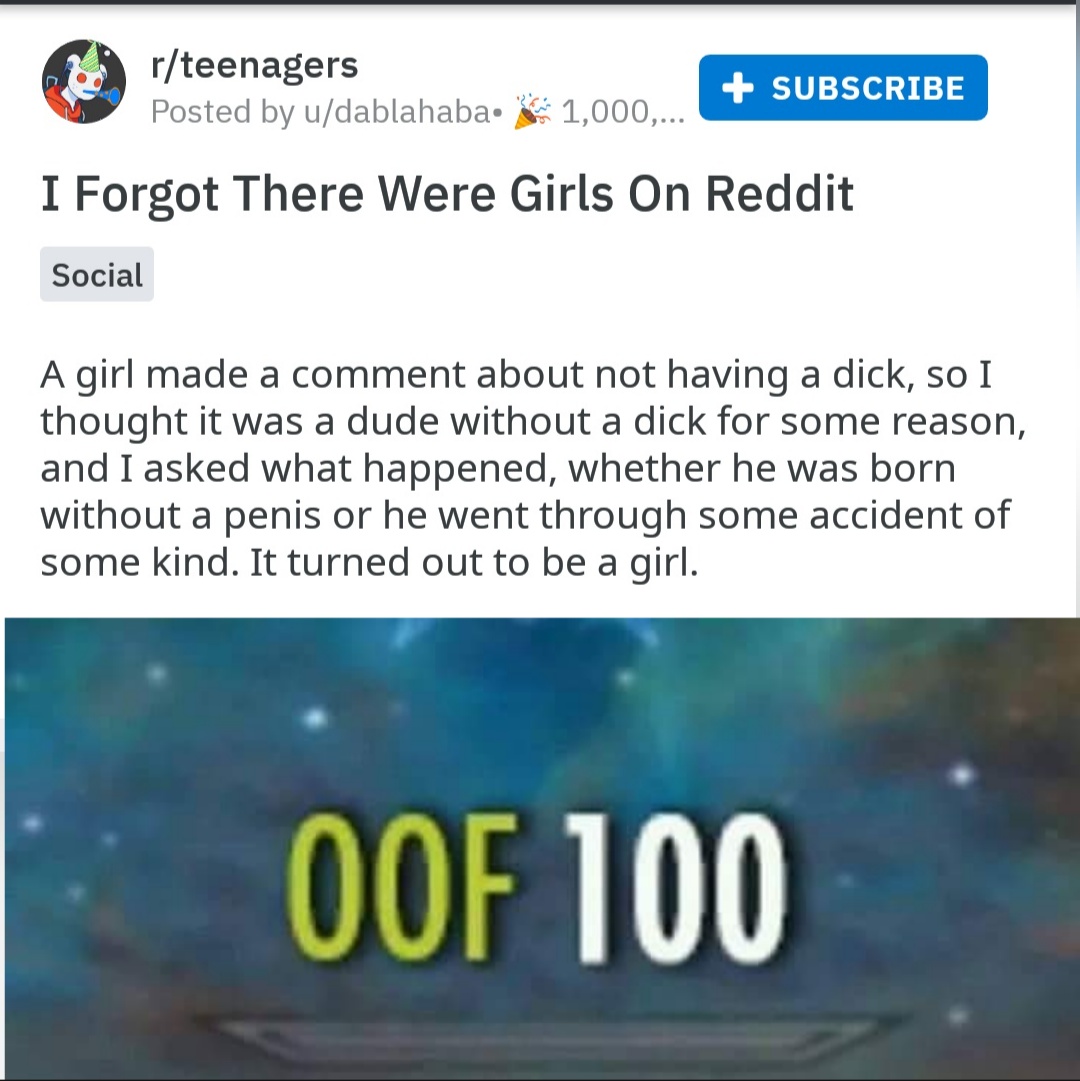 r/teenagers
Posted by u/dablahaba• 🎉 1,000,...
+ SUBSCRIBE
I Forgot There Were Girls On Reddit
Social
A girl made a comment about not having a dick, so I
thought it was a dude without a dick for some reason,
and I asked what happened, whether he was born
without a penis or he went through some accident of
some kind. It turned out to be a girl.
OOF 100